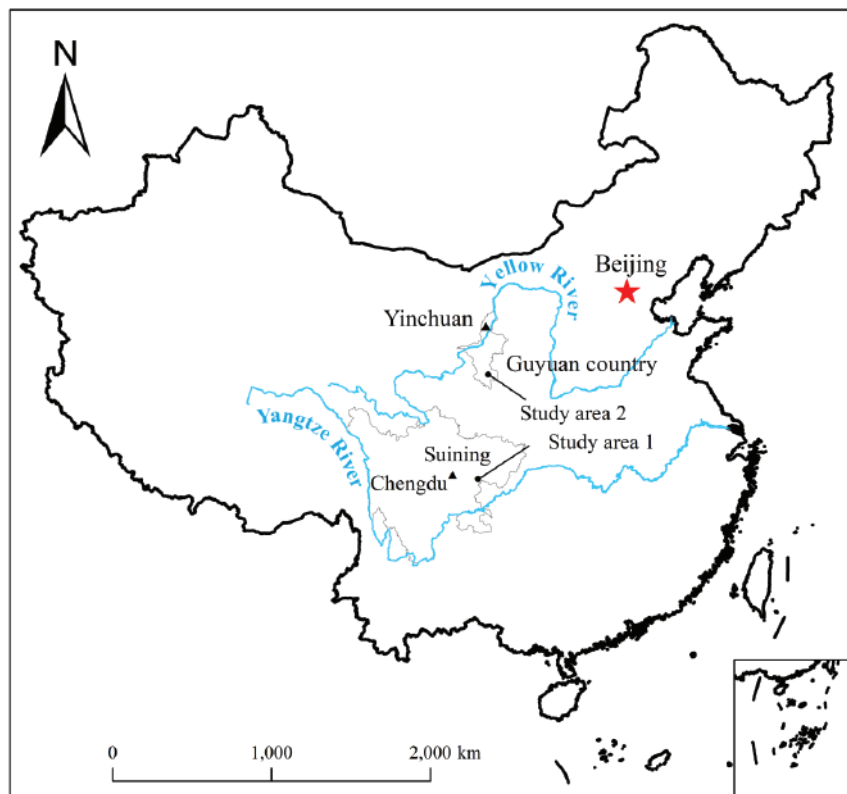 N
Beijing
Yellow River
Yinchuan
Guyuan country
Study area 2
Yangtze River
Study area 1
Suining
Chengdu
0 1,000 2,000 km